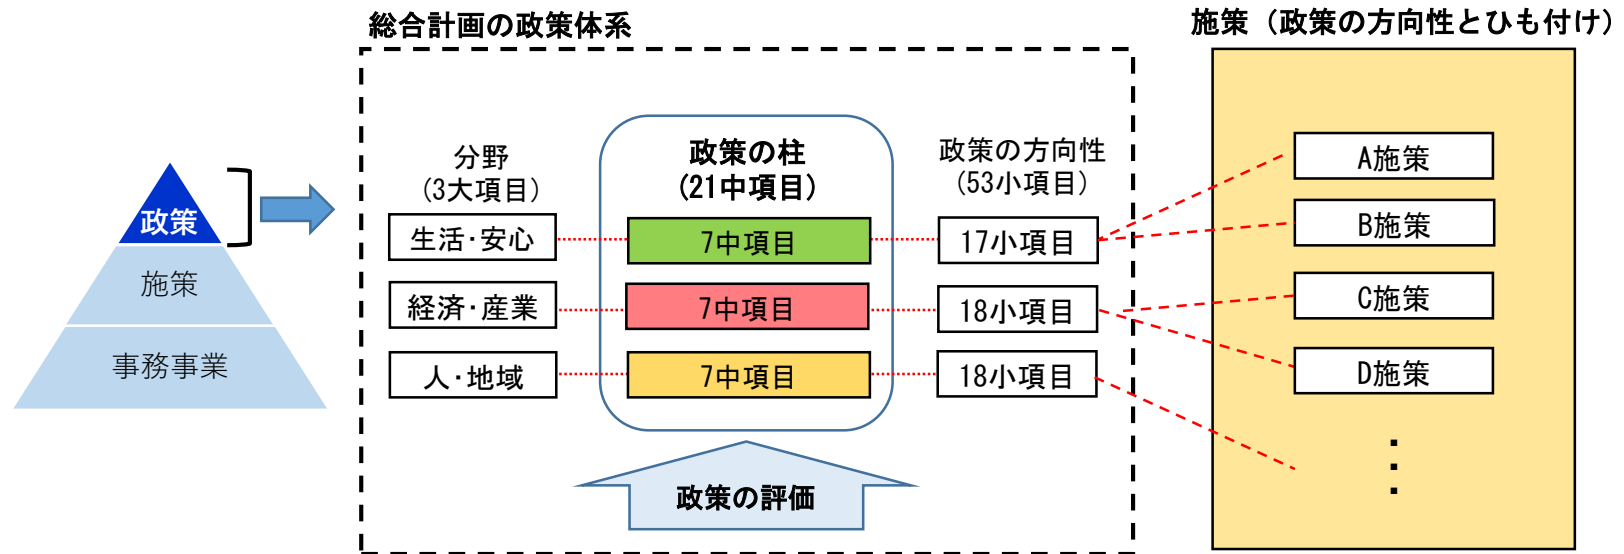 総合計画の政策体系
施策（政策の方向性とひも付け）
政策
施策
事務事業
分野
（3大項目）
生活・安心
経済・産業
人・地域
政策の柱
（21中項目）
7中項目
7中項目
7中項目
政策の方向性
（53小項目）
17小項目
18小項目
18小項目
政策の評価
A施策
B施策
C施策
D施策
・
・
・